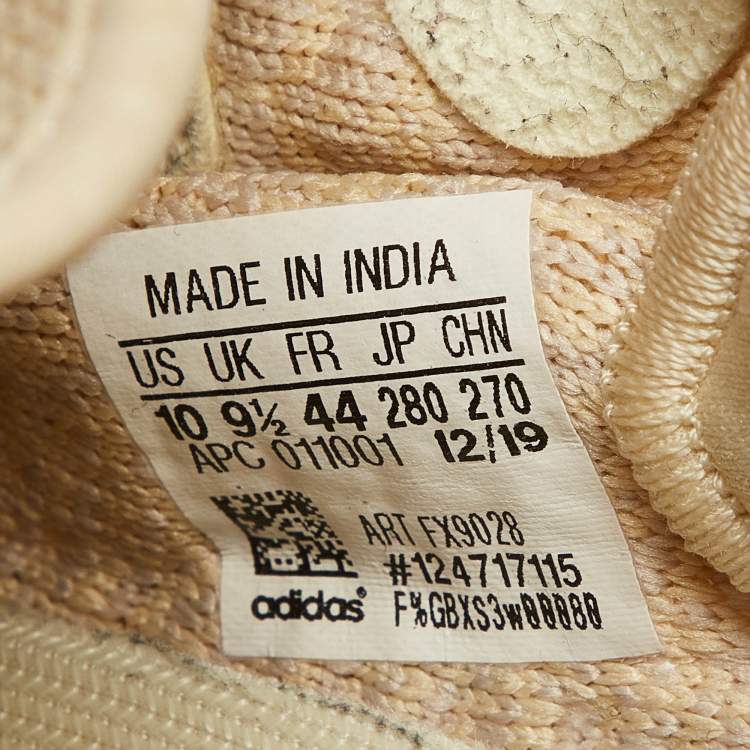 MADE IN INDIA
US UK FR JP CHN
10 9½ 44 280 270
APC 011001 12/19
ART FX9028
#124717115
adidas® F%GBXS3w00080